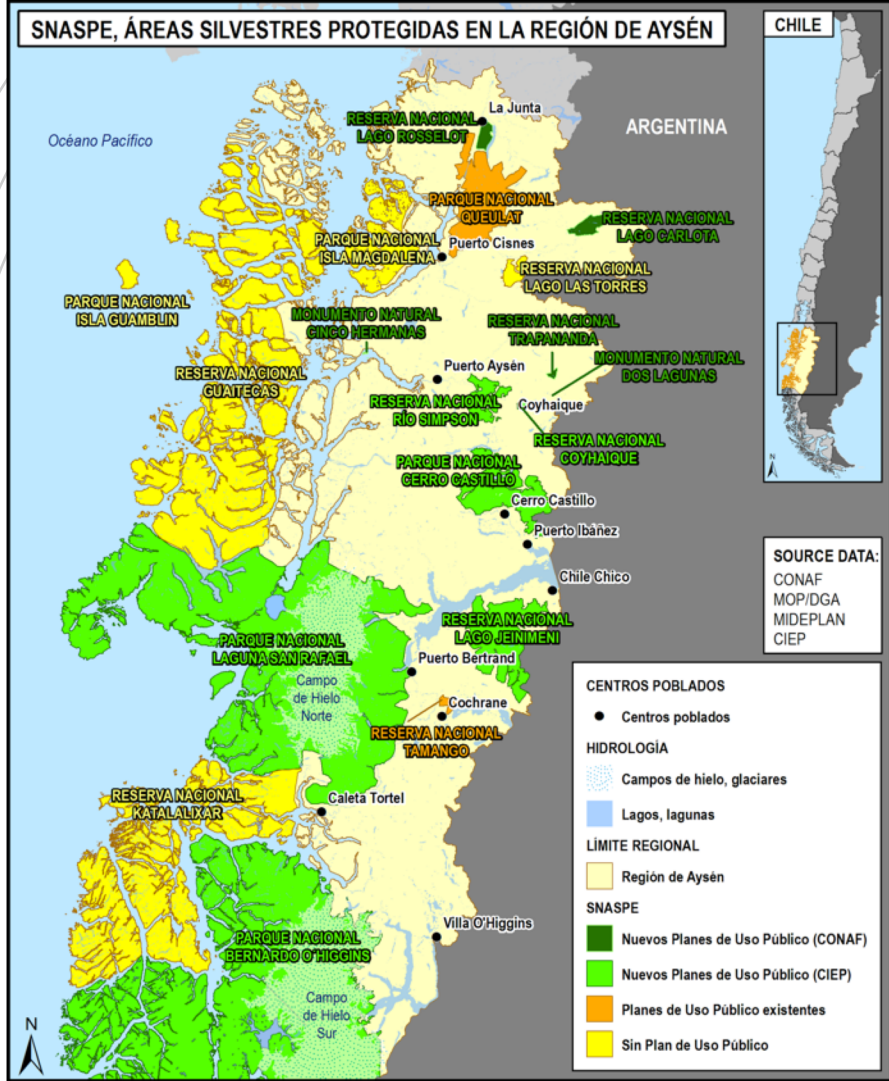 SNASPE, ÁREAS SILVESTRES PROTEGIDAS EN LA REGIÓN DE AYSÉN
CHILE
Océano Pacífico
ARGENTINA
La Junta
RESERVA NACIONAL
LAGO ROSSELOT
PARQUE NACIONAL
QUEULAT
RESERVA NACIONAL
LAGO CARLOTA
PARQUE NACIONAL
ISLA MAGDALENA
Puerto Cisnes
RESERVA NACIONAL
LAGO LAS TORRES
PARQUE NACIONAL
ISLA GUAMBLIN
MONUMENTO NATURAL
CINCO HERMANAS
RESERVA NACIONAL
TRAPANANDA
MONUMENTO NATURAL
DOS LAGUNAS
RESERVA NACIONAL
GUAITECAS
Puerto Aysén
RESERVA NACIONAL
RÍO SIMPSON
Coyhaique
RESERVA NACIONAL
COYHAIQUE
PARQUE NACIONAL
CERRO CASTILLO
Cerro Castillo
Puerto Ibáñez
Chile Chico
RESERVA NACIONAL
LAGO JEINIMENI
PARQUE NACIONAL
LAGUNA SAN RAFAEL
Puerto Bertrand
Campo
de Hielo
Norte
Cochrane
RESERVA NACIONAL
TAMANGO
RESERVA NACIONAL
KATALALIXAR
Caleta Tortel
Villa O'Higgins
PARQUE NACIONAL
BERNARDO O'HIGGINS
Campo
de Hielo
Sur
N
N
SOURCE DATA:
CONAF
MOP/DGA
MIDEPLAN
CIEP
CENTROS POBLADOS
Centros poblados
HIDROLOGÍA
Campos de hielo, glaciares
Lagos, lagunas
LÍMITE REGIONAL
Región de Aysén
SNASPE
Nuevos Planes de Uso Público (CONAF)
Nuevos Planes de Uso Público (CIEP)
Planes de Uso Público existentes
Sin Plan de Uso Público